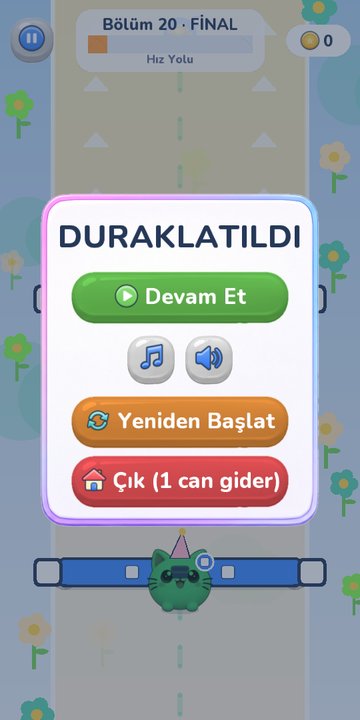 Bölüm 20 · FİNAL
0
Hız Yolu
DURAKLATILDI
Devam Et
Yeniden Başlat
Çık (1 can gider)